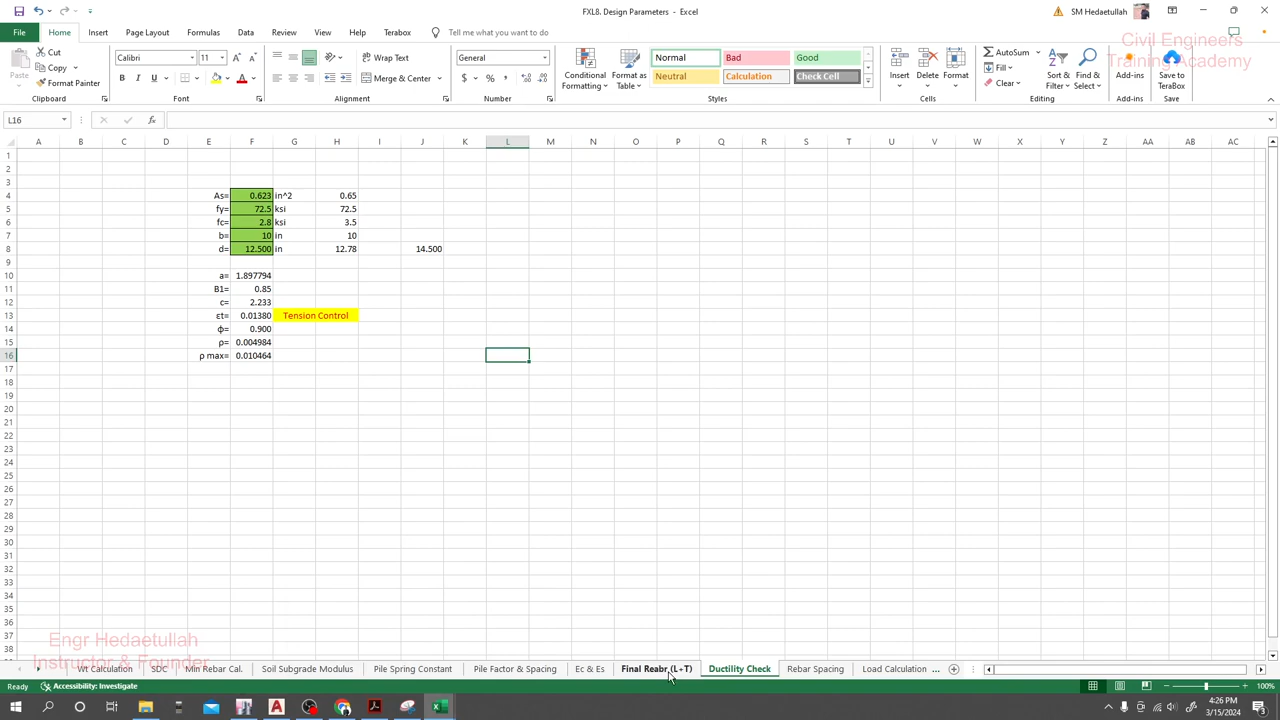 FXL8. Design Parameters - Excel
SM Hedaetullah
File Home Insert Page Layout Formulas Data Review View Help Terabox Tell me what you want to do
Civil Engineers
Training Academy
Paste
Cut
Copy
Format Painter
Calibri 11
B I U
Wrap Text
Merge & Center
General
Conditional
Formatting
Format as
Table
Normal Bad Good
Neutral Calculation Check Cell
Insert Delete Format
AutoSum
Fill
Clear
Sort &
Filter
Find &
Select
Add-ins
Save to
TeraBox
Clipboard Font Alignment Number Styles Cells Editing Add-ins Save
L16 fx
A B C D E F G H I J K L M N O P Q R S T U V W X Y Z AA AB AC
1
2
3
4 As= 0.623 in^2 0.65
5 fy= 72.5 ksi 72.5
6 fc= 2.8 ksi 3.5
7 b= 10 in 10
8 d= 12.500 in 12.78 14.500
9
10 a= 1.897794
11 B1= 0.85
12 c= 2.233
13 εt= 0.01380 Tension Control
14 ф= 0.900
15 ρ= 0.004984
16 ρ max= 0.010464
17
18
19
20
21
22
23
24
25
26
27
28
29
30
31
32
33
34
35
36
37
38
Engr Hedaetullah
Instructor & Founder
Wt Calculation SDC Min Rebar Cal. Soil Subgrade Modulus Pile Spring Constant Pile Factor & Spacing Ec & Es Final Reabr (L+T) Ductility Check Rebar Spacing Load Calculation ...
Ready Accessibility: Investigate 100%
4:26 PM
3/15/2024